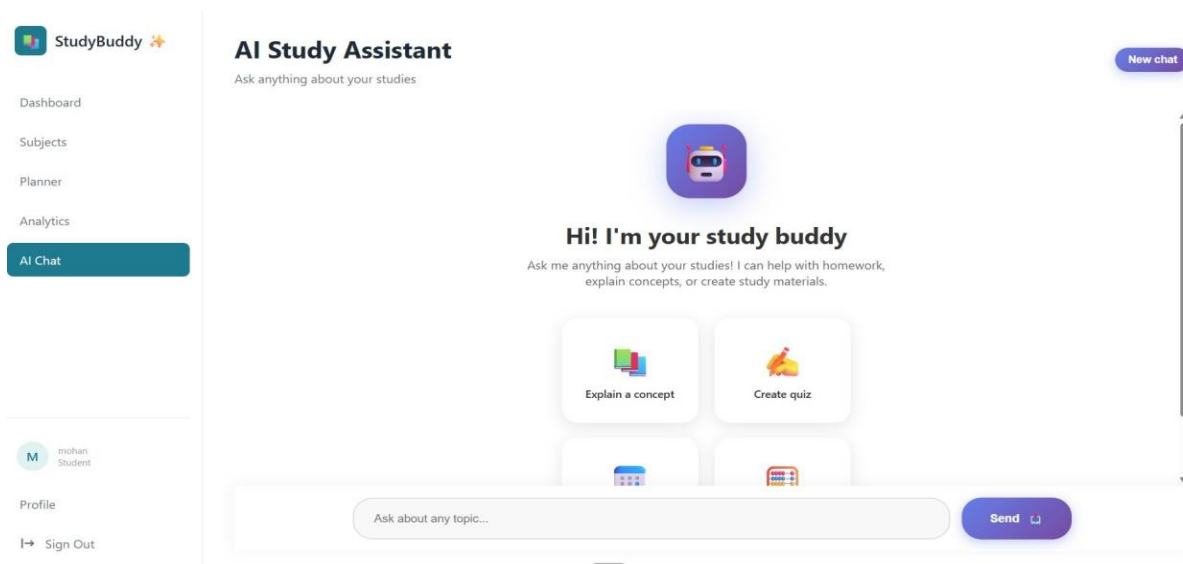 StudyBuddy
Dashboard
Subjects
Planner
Analytics
AI Chat
M
mohan
Student
Profile
Sign Out
AI Study Assistant
Ask anything about your studies
New chat
Hi! I'm your study buddy
Ask me anything about your studies! I can help with homework,
explain concepts, or create study materials.
Explain a concept
Create quiz
Ask about any topic...
Send